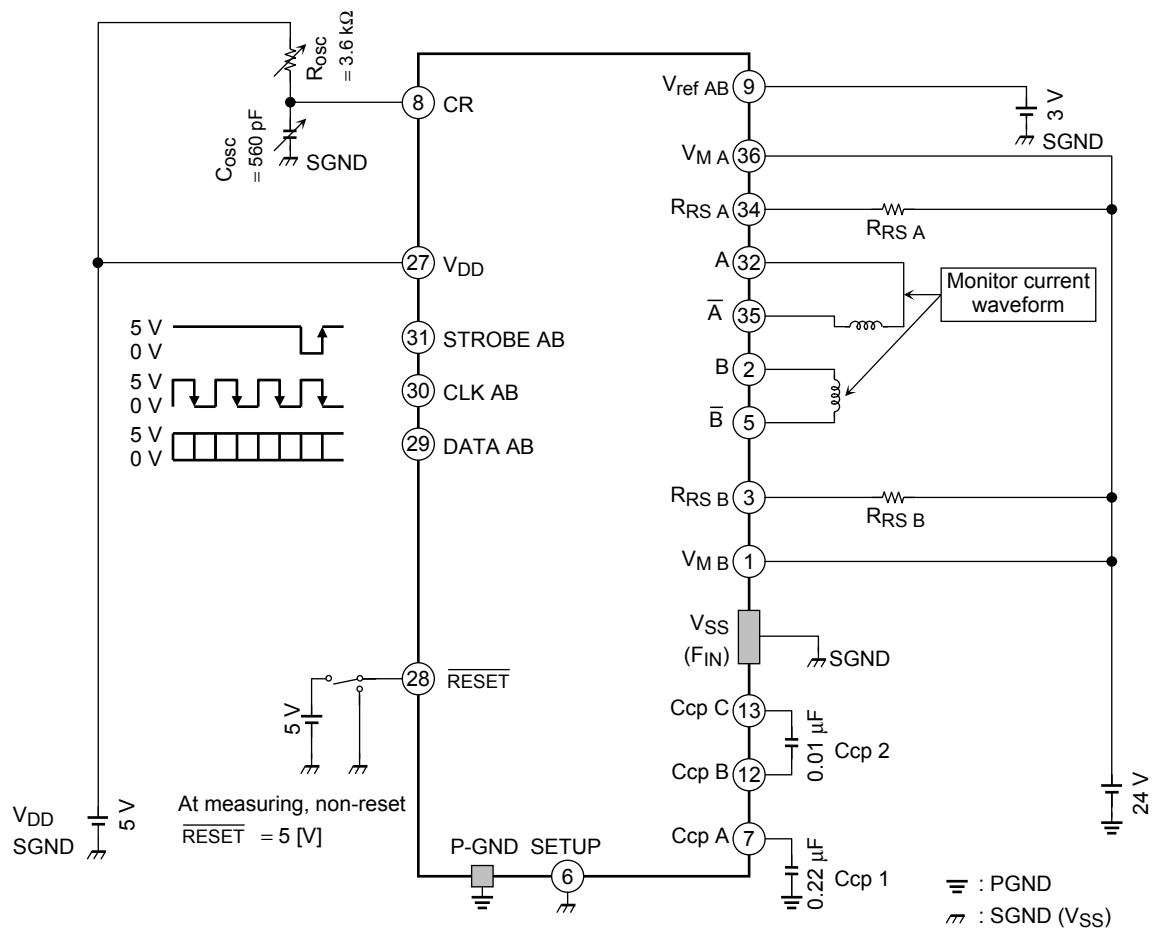 Rosc
= 3.6 kΩ
Cosc
= 560 pF
SGND
8 CR
27 VDD
5 V
0 V
31 STROBE AB
5 V
0 V
30 CLK AB
5 V
0 V
29 DATA AB
28 RESET
5 V
At measuring, non-reset
RESET = 5 [V]
VDD
SGND
5 V
P-GND
SETUP
6
Vref AB 9
3 V
SGND
VM A 36
RRS A 34
RRS A
A 32
A 35
Monitor current
waveform
B 2
B 5
RRS B 3
RRS B
VM B 1
VSS
(FIN)
SGND
Ccp C 13
0.01 μF
Ccp 2
Ccp B 12
Ccp A 7
0.22 μF
Ccp 1
24 V
: PGND
: SGND (VSS)